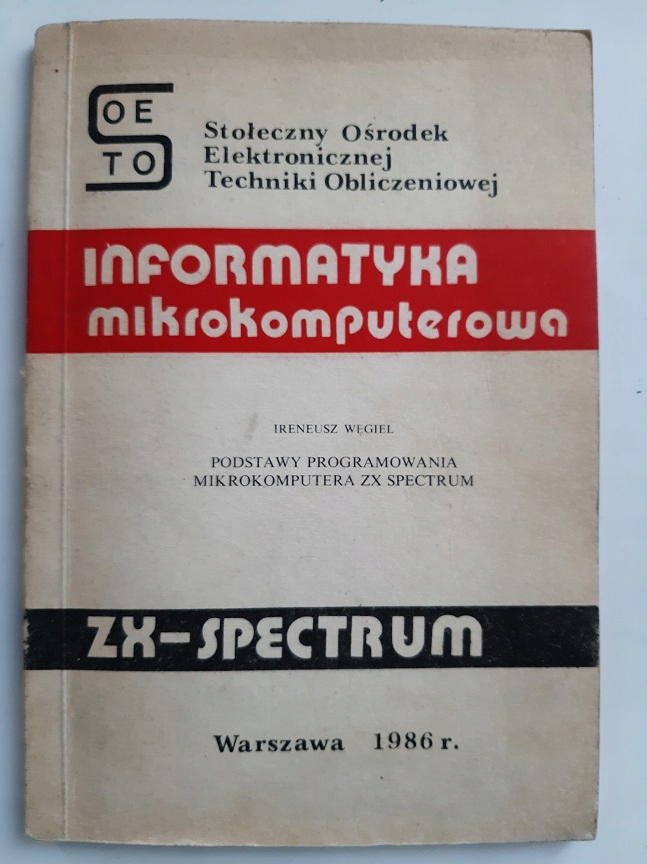 OE
TO
Stołeczny Ośrodek
Elektronicznej
Techniki Obliczeniowej
INFORMATYKA
mikrokomputerowa
IRENEUSZ WĘGIEL
PODSTAWY PROGRAMOWANIA
MIKROKOMPUTERA ZX SPECTRUM
ZX-SPECTRUM
Warszawa 1986 r.